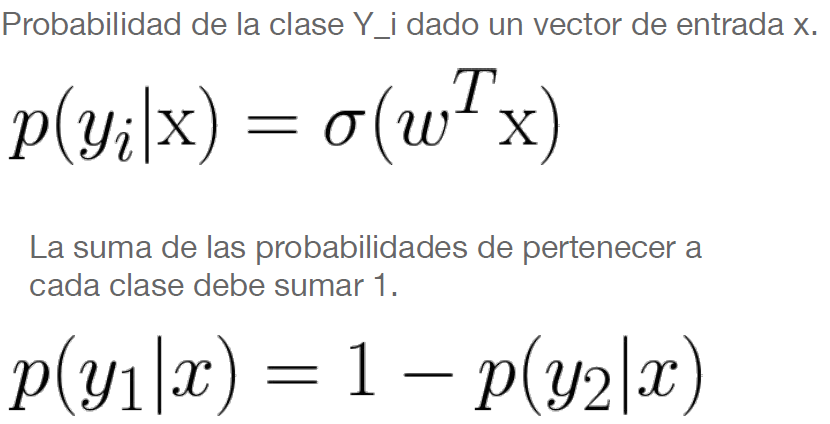 Probabilidad de la clase Y_i dado un vector de entrada x.
p(y_i|x) = σ(w^T x)
La suma de las probabilidades de pertenecer a
cada clase debe sumar 1.
p(y_1|x) = 1 − p(y_2|x)